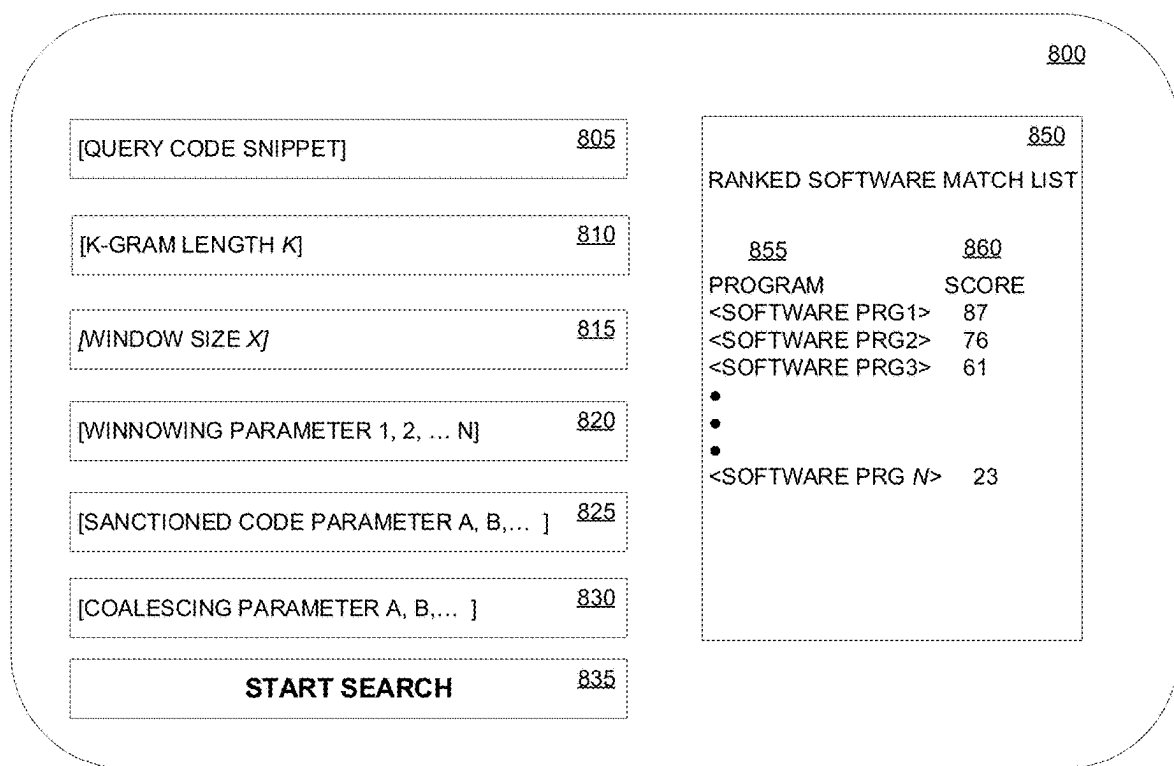 800
[QUERY CODE SNIPPET] 805
[K-GRAM LENGTH K] 810
[WINDOW SIZE X] 815
[WINNOWING PARAMETER 1, 2, … N] 820
[SANCTIONED CODE PARAMETER A, B,… ] 825
[COALESCING PARAMETER A, B,… ] 830
START SEARCH 835
850
RANKED SOFTWARE MATCH LIST
855 860
PROGRAM SCORE
<SOFTWARE PRG1> 87
<SOFTWARE PRG2> 76
<SOFTWARE PRG3> 61
•
•
•
<SOFTWARE PRG N> 23